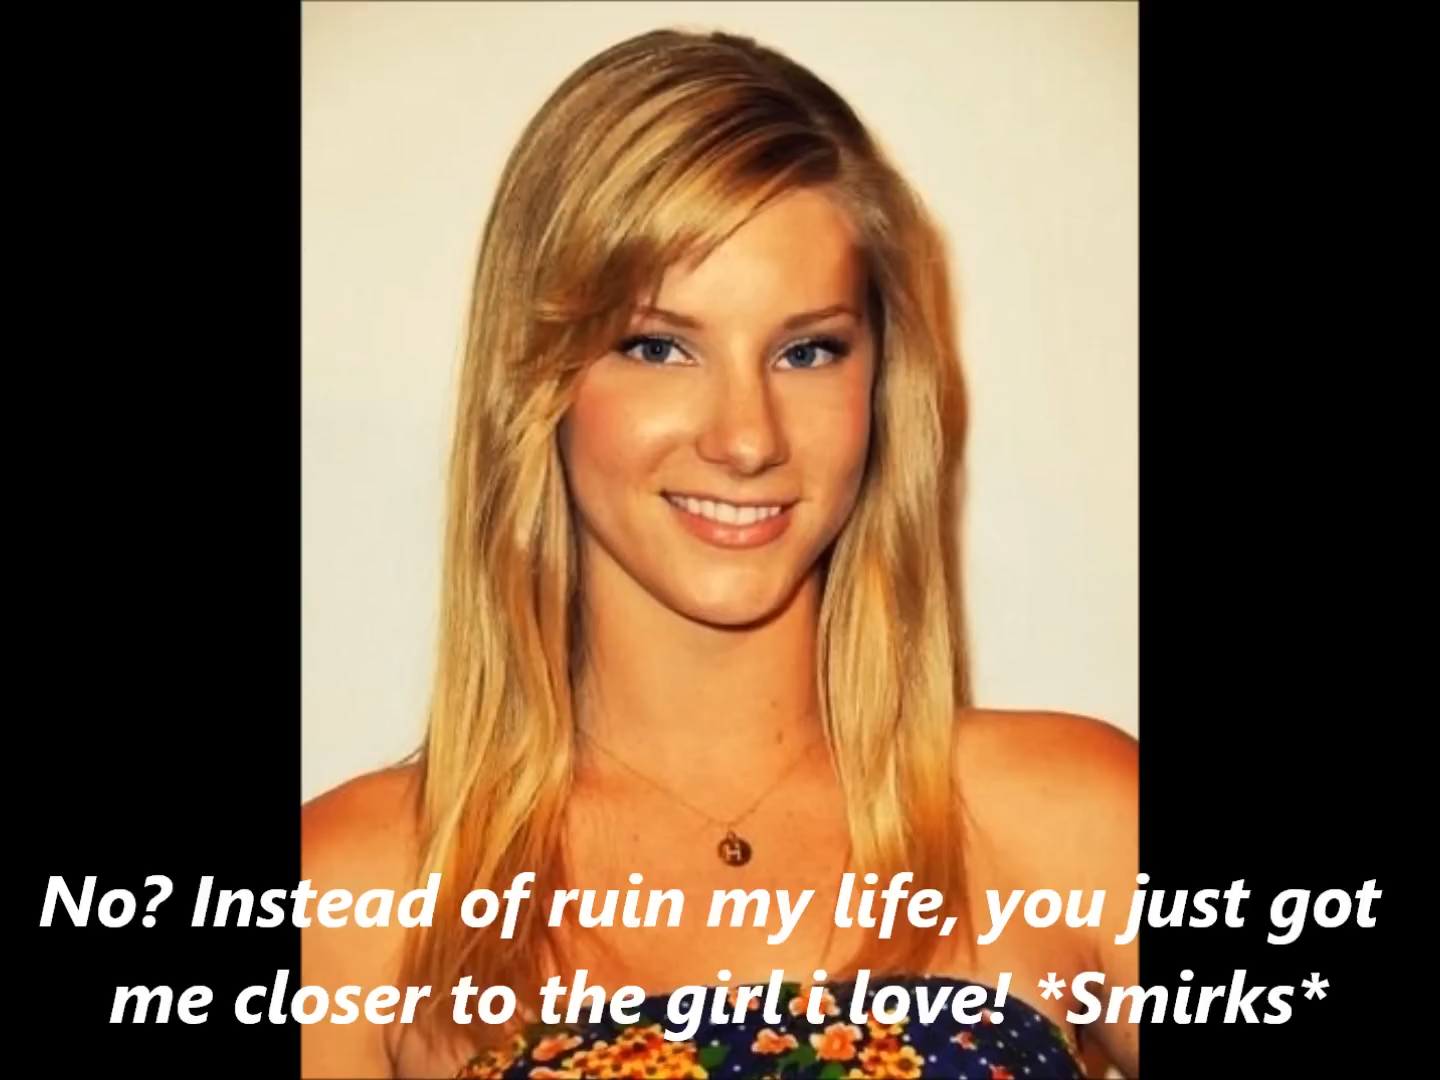 H
No? Instead of ruin my life, you just got
me closer to the girl i love! *Smirks*